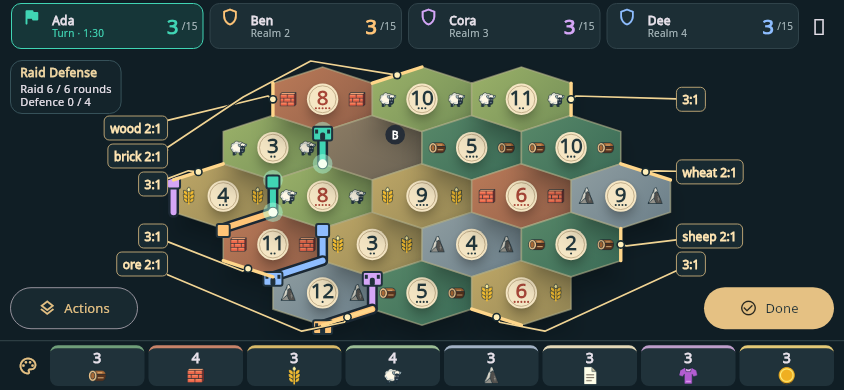 Ada
Turn · 1:30
3 /15
Ben
Realm 2
3 /15
Cora
Realm 3
3 /15
Dee
Realm 4
3 /15
Raid Defense
Raid 6 / 6 rounds
Defence 0 / 4
8
10
11
3:1
wood 2:1
brick 2:1
3:1
3
B
5
10
wheat 2:1
4
8
9
6
9
3:1
ore 2:1
11
3
4
2
sheep 2:1
3:1
12
5
6
Actions
Done
3
4
3
4
3
3
3
3